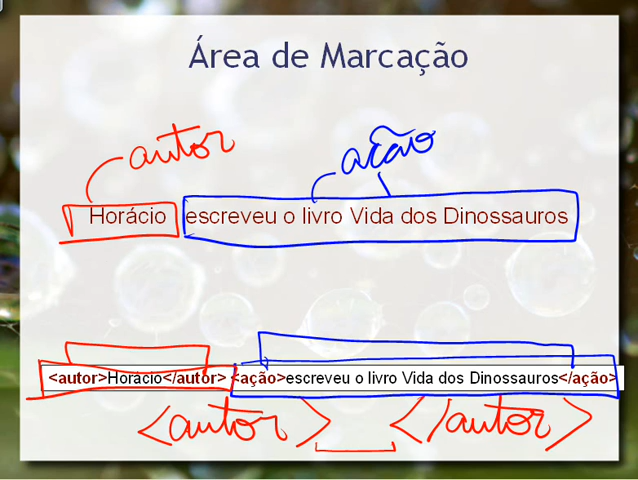 Área de Marcação
autor ação
Horácio escreveu o livro Vida dos Dinossauros
<autor>Horácio</autor> <ação>escreveu o livro Vida dos Dinossauros</ação>
<autor> </autor>